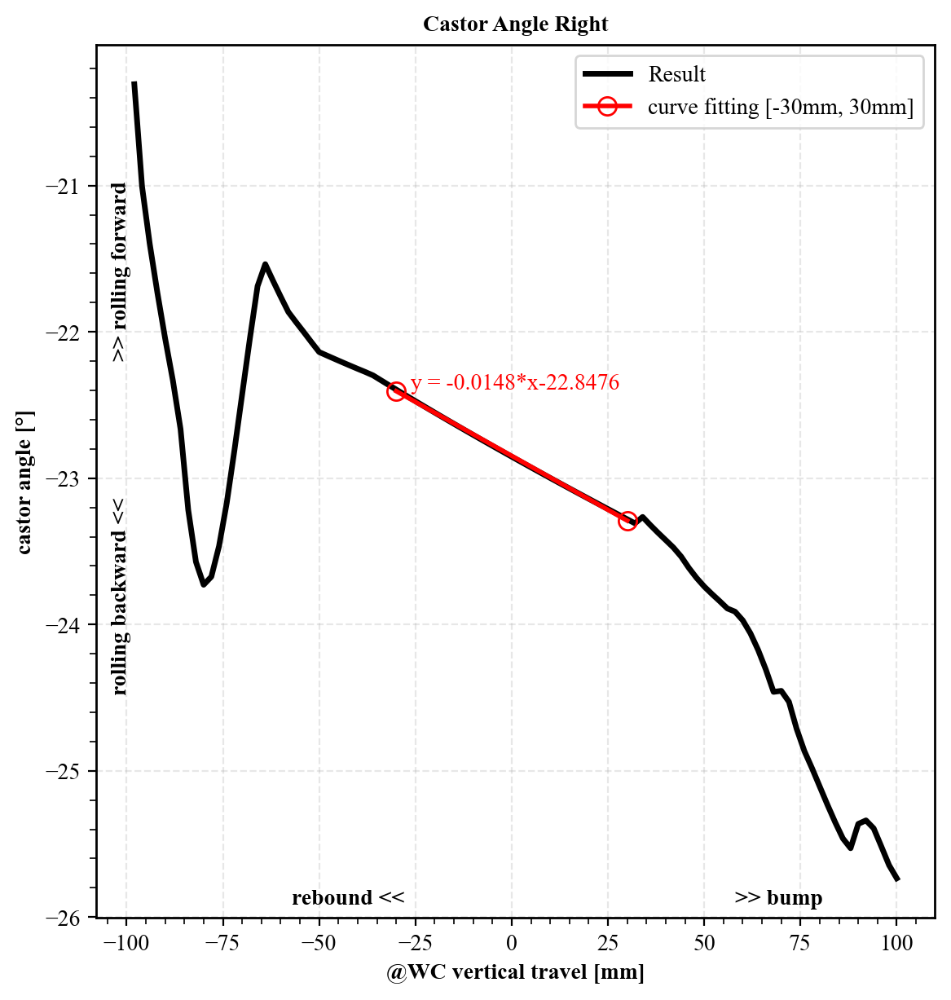 Castor Angle Right
Result
curve fitting [-30mm, 30mm]
−21
−22
−23
−24
−25
−26
castor angle [°]
>> rolling forward
rolling backward <<
y = -0.0148*x-22.8476
rebound <<
>> bump
−100
−75
−50
−25
0
25
50
75
100
@WC vertical travel [mm]